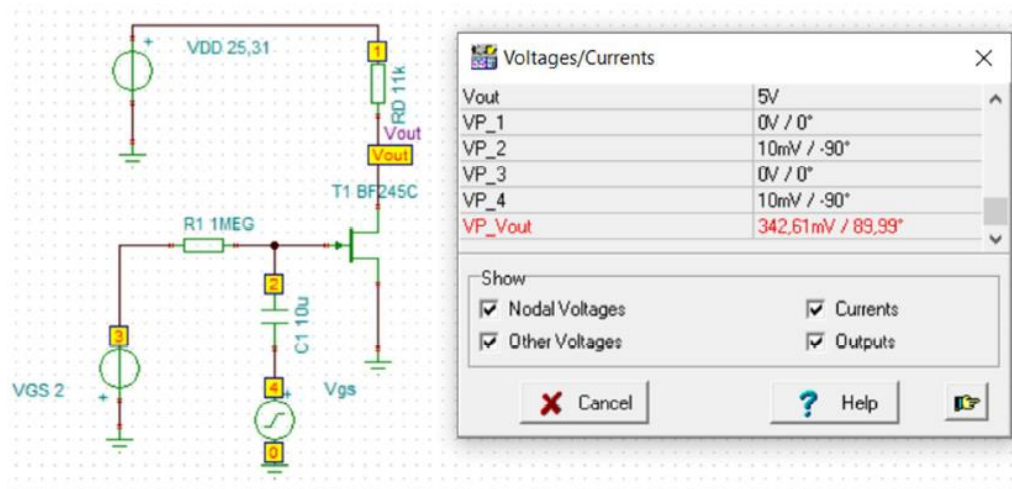 VDD 25,31
1
RD 11k
Vout
Vout
T1 BF245C
R1 1MEG
2
C1 10u
3
VGS 2
4
Vgs
0
+
+
+
Voltages/Currents
Vout 5V
VP_1 0V / 0°
VP_2 10mV / -90°
VP_3 0V / 0°
VP_4 10mV / -90°
VP_Vout 342,61mV / 89,99°
Show
Nodal Voltages Currents
Other Voltages Outputs
Cancel ? Help